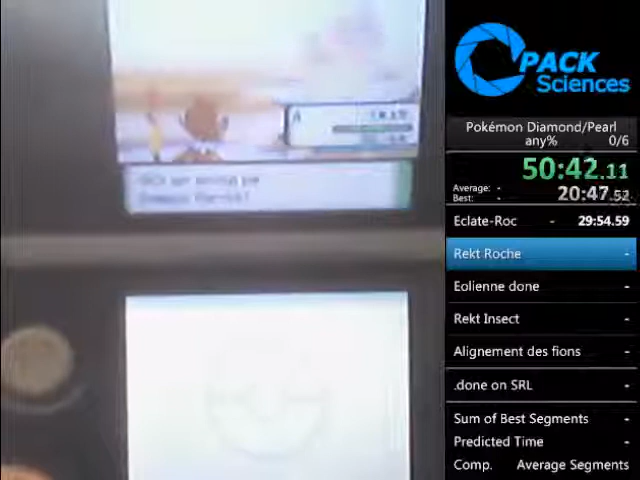 PACK
Sciences
Pokémon Diamond/Pearl
any% 0/6
50:42.11
Average: -
Best: - 20:47.52
Eclate-Roc - 29:54.59
Rekt Roche -
Eolienne done -
Rekt Insect -
Alignement des fions -
.done on SRL -
Sum of Best Segments -
Predicted Time -
Comp. Average Segments